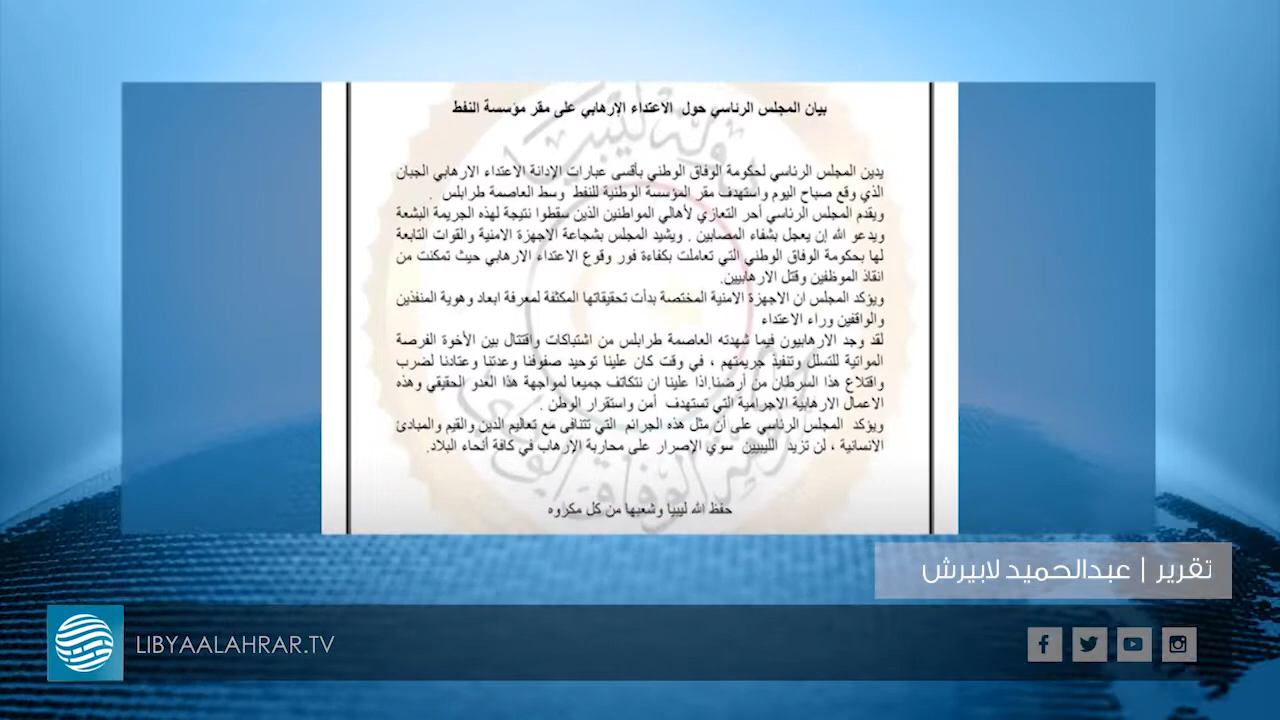 بيان المجلس الرئاسي حول الاعتداء الإرهابي على مقر مؤسسة النفط
يدين المجلس الرئاسي لحكومة الوفاق الوطني بأقسى عبارات الإدانة الاعتداء الارهابي الجبان
الذي وقع صباح اليوم واستهدف مقر المؤسسة الوطنية للنفط وسط العاصمة طرابلس .
ويقدم المجلس الرئاسي أحر التعازي لأهالي المواطنين الذين سقطوا نتيجة لهذه الجريمة البشعة
ويدعو الله إن يعجل بشفاء المصابين . ويشيد المجلس بشجاعة الاجهزة الامنية والقوات التابعة
لها بحكومة الوفاق الوطني التي تعاملت بكفاءة فور وقوع الاعتداء الارهابي حيث تمكنت من
انقاذ الموظفين وقتل الارهابيين.
ويؤكد المجلس ان الاجهزة الامنية المختصة بدأت تحقيقاتها المكثفة لمعرفة ابعاد وهوية المنفذين
والواقفين وراء الاعتداء
لقد وجد الارهابيون فيما شهدته العاصمة طرابلس من اشتباكات واقتتال بين الأخوة الفرصة
المواتية للتسلل وتنفيذ جريمتهم ، في وقت كان علينا توحيد صفوفنا وعدتنا وعتادنا لضرب
واقتلاع هذا السرطان من أرضنا.اذا علينا ان نتكاتف جميعا لمواجهة هذا العدو الحقيقي وهذه
الاعمال الارهابية الاجرامية التي تستهدف أمن واستقرار الوطن .
ويؤكد المجلس الرئاسي على أن مثل هذه الجرائم التي تتنافى مع تعاليم الدين والقيم والمبادئ
الانسانية ، لن تزيد الليبيين سوي الإصرار على محاربة الإرهاب في كافة أنحاء البلاد.
حفظ الله ليبيا وشعبها من كل مكروه
تقرير | عبدالحميد لابيرش
LIBYAALAHRAR.TV